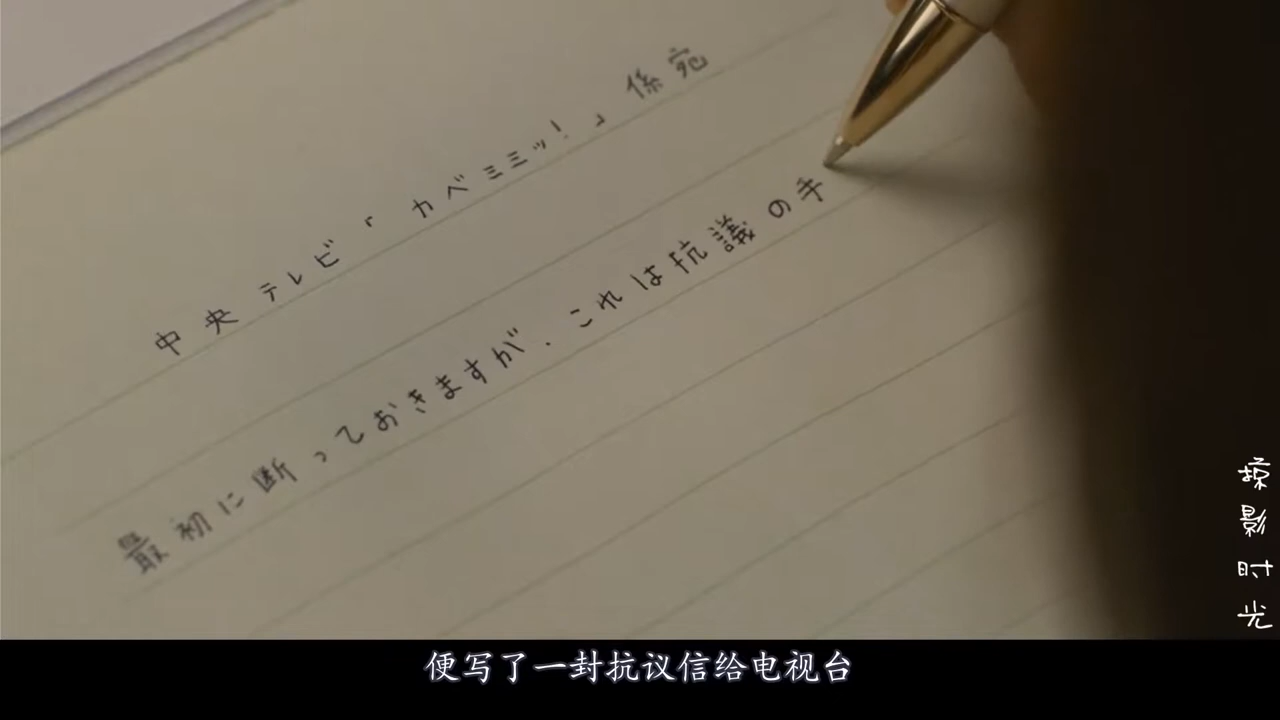 中央テレビ「カベミミッ!」係宛
最初に断っておきますが、これは抗議の手
掠影时光
便写了一封抗议信给电视台